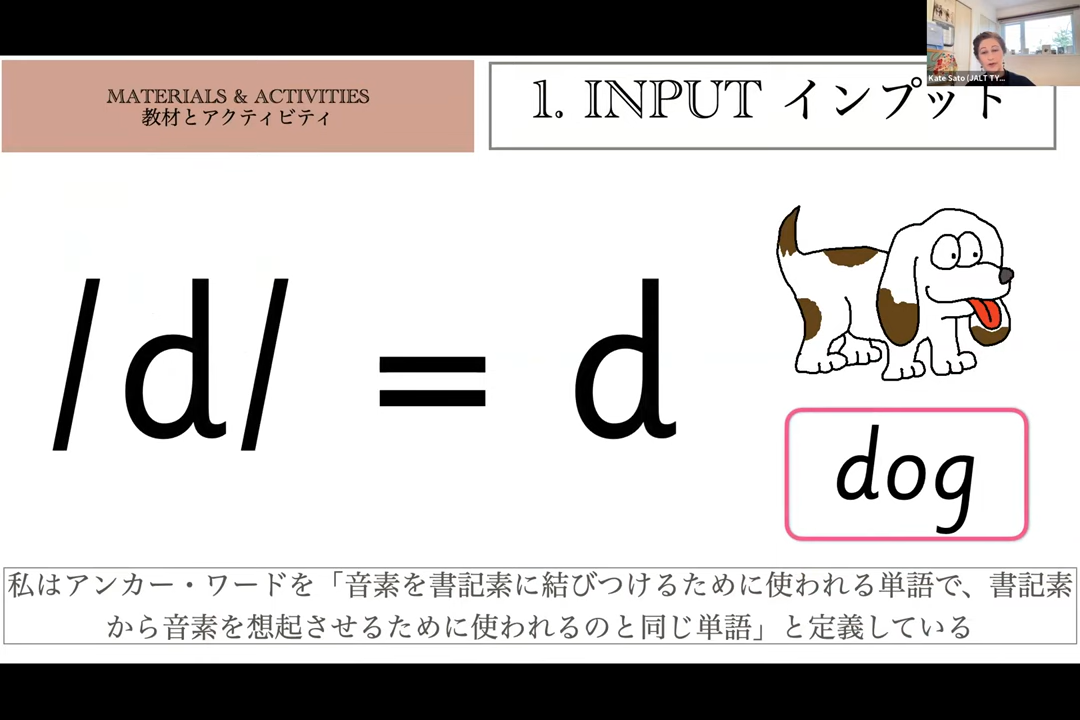 MATERIALS & ACTIVITIES
教材とアクティビティ
1. INPUT インプット
Kate Sato (JALT TY...
/d/ = d
dog
私はアンカー・ワードを「音素を書記素に結びつけるために使われる単語で、書記素
から音素を想起させるために使われるのと同じ単語」と定義している